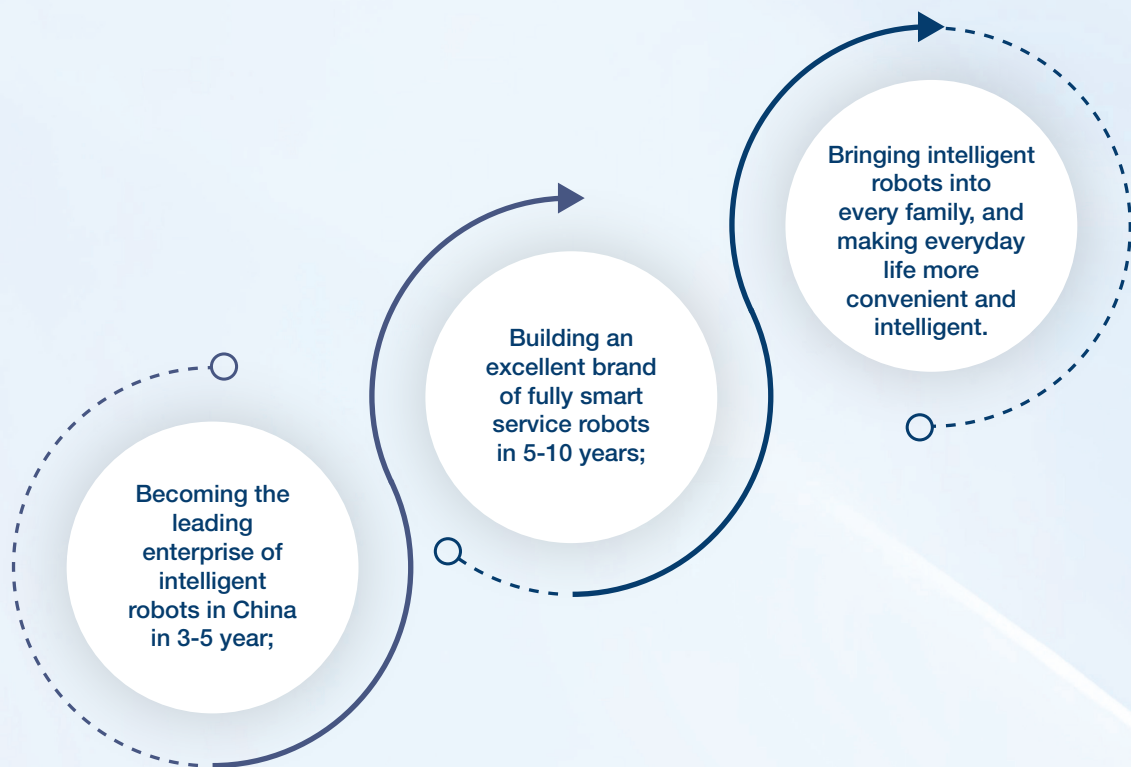 Becoming the
leading
enterprise of
intelligent
robots in China
in 3-5 year;
Building an
excellent brand
of fully smart
service robots
in 5-10 years;
Bringing intelligent
robots into
every family, and
making everyday
life more
convenient and
intelligent.